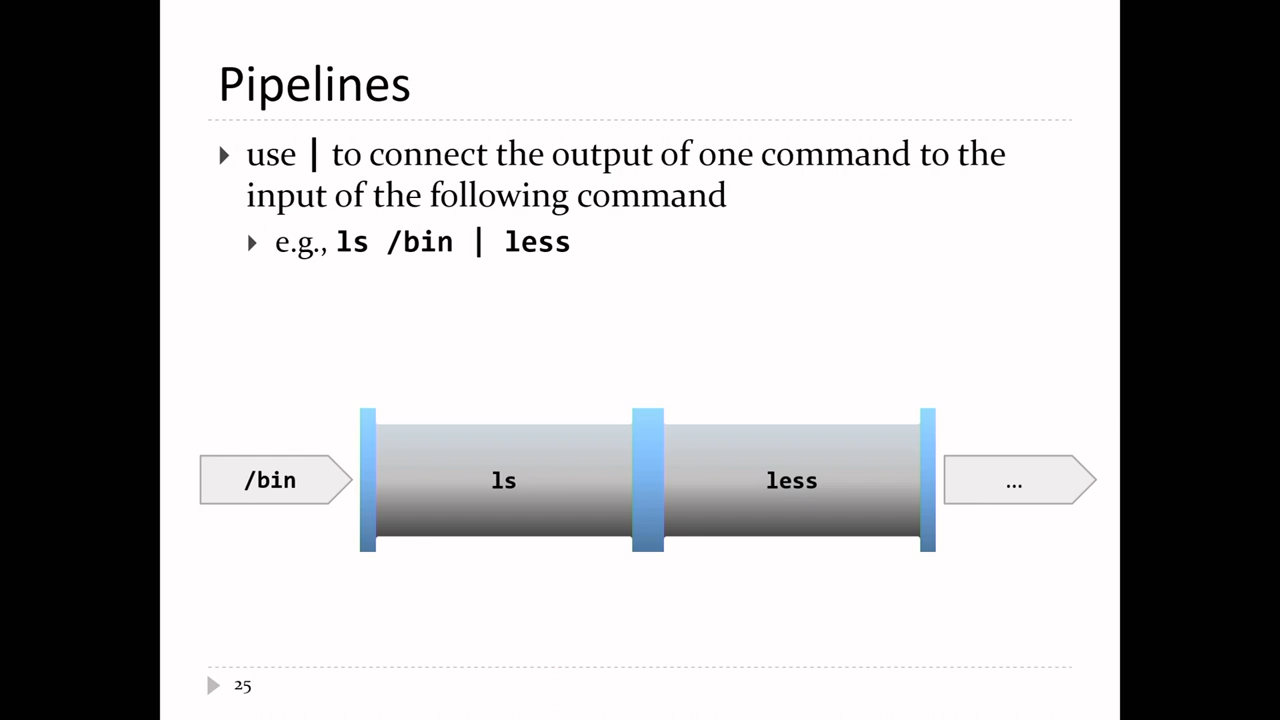 Pipelines
use | to connect the output of one command to the
input of the following command
e.g., ls /bin | less
/bin
ls
less
...
25